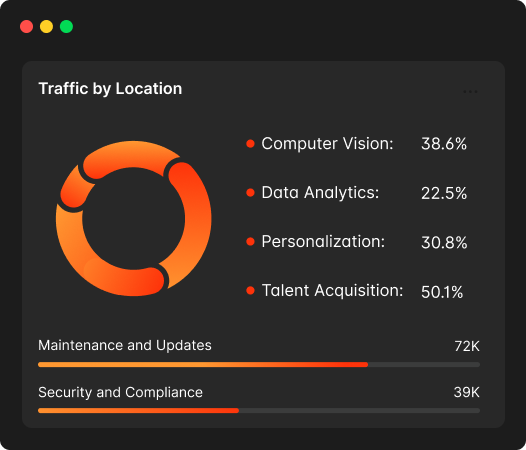 Traffic by Location
...
Computer Vision: 38.6%
Data Analytics: 22.5%
Personalization: 30.8%
Talent Acquisition: 50.1%
Maintenance and Updates 72K
Security and Compliance 39K